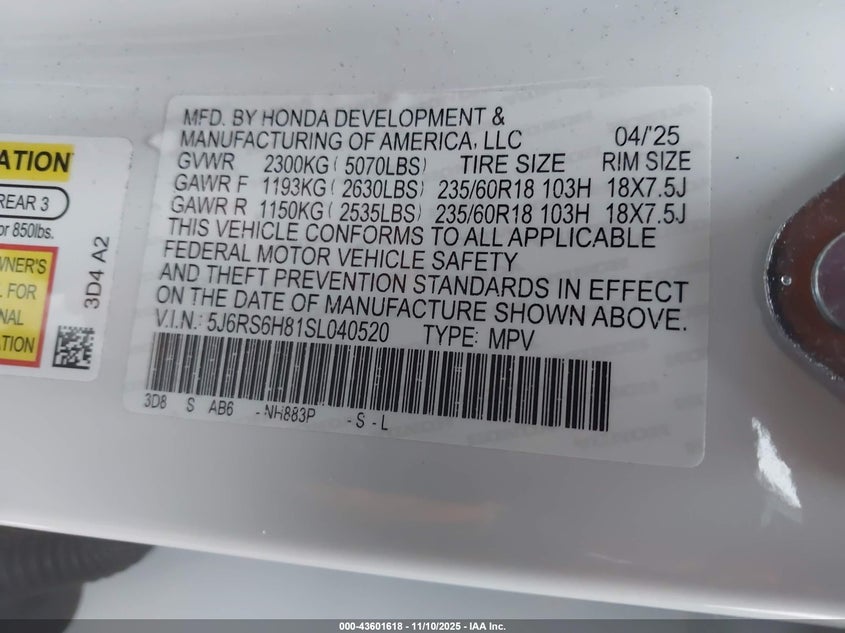 MFD. BY HONDA DEVELOPMENT &
MANUFACTURING OF AMERICA, LLC 04/'25
GVWR 2300KG ( 5070LBS) TIRE SIZE RIM SIZE
GAWR F 1193KG ( 2630LBS) 235/60R18 103H 18X7.5J
GAWR R 1150KG ( 2535LBS) 235/60R18 103H 18X7.5J
THIS VEHICLE CONFORMS TO ALL APPLICABLE
FEDERAL MOTOR VEHICLE SAFETY
AND THEFT PREVENTION STANDARDS IN EFFECT
ON THE DATE OF MANUFACTURE SHOWN ABOVE.
V.I.N.: 5J6RS6H81SL040520 TYPE: MPV
3D8 S AB6 -NH883P -S-L
ATION
REAR 3
or 850lbs.
WNER'S
L FOR
NAL
TION
3D4 A2
000-43601618 - 11/10/2025 - IAA Inc.